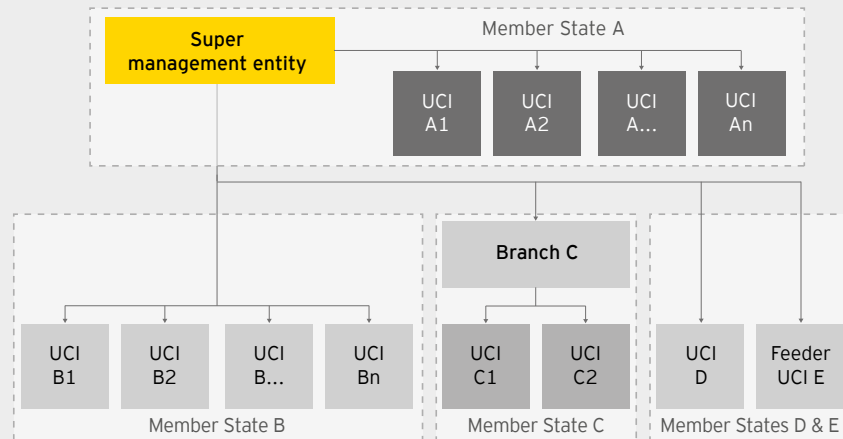 Member State A
Super
management entity
UCI
A1
UCI
A2
UCI
A...
UCI
An
Branch C
UCI
B1
UCI
B2
UCI
B...
UCI
Bn
UCI
C1
UCI
C2
UCI
D
Feeder
UCI E
Member State B
Member State C
Member States D & E